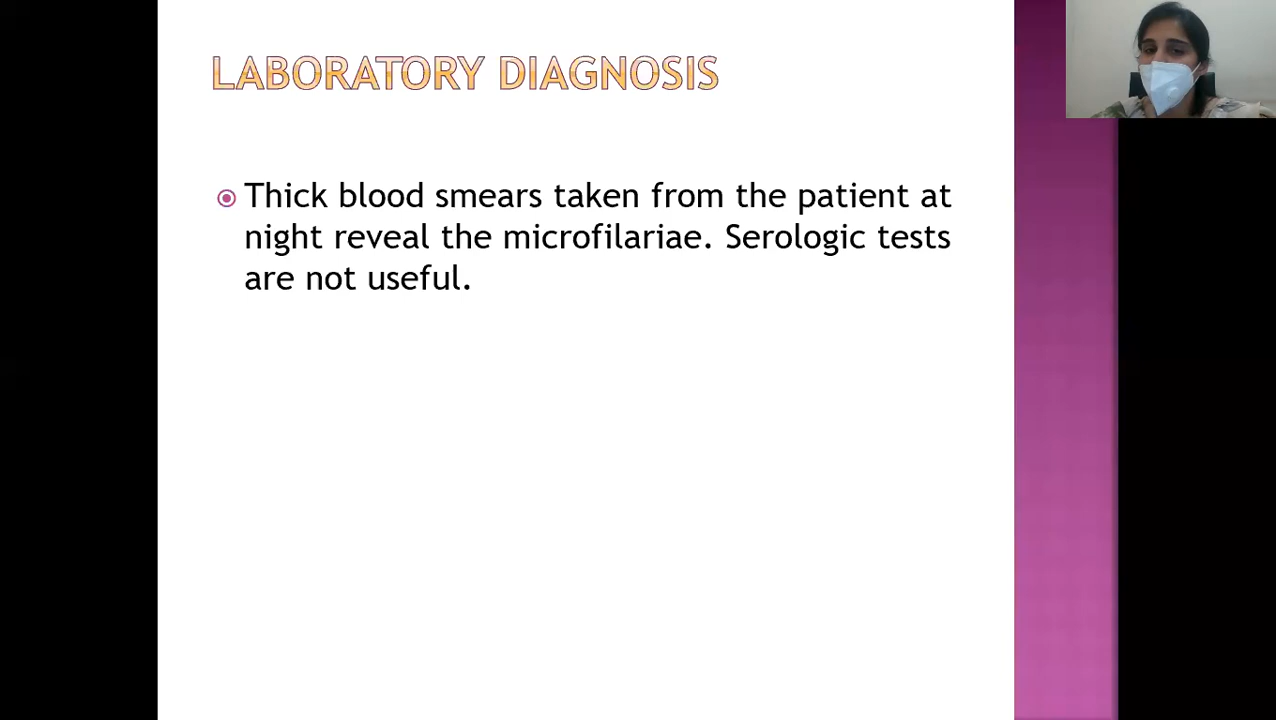 LABORATORY DIAGNOSIS
Thick blood smears taken from the patient at
night reveal the microfilariae. Serologic tests
are not useful.